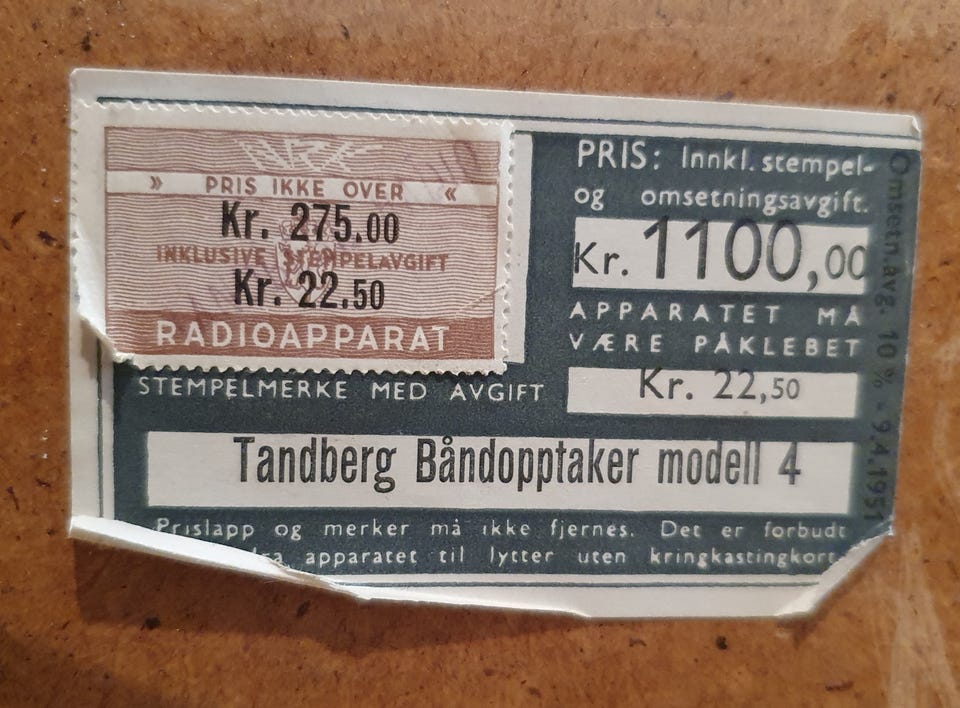 » PRIS IKKE OVER «
Kr. 275.00
INKLUSIVE STEMPELAVGIFT
Kr. 22.50
RADIOAPPARAT
PRIS: Innkl. stempel-
og omsetningsavgift.
Kr. 1100,00
APPARATET MÅ
VÆRE PÅKLEBET
STEMPELMERKE MED AVGIFT
Kr. 22,50
Tandberg Båndopptaker modell 4
Prislapp og merker må ikke fjernes. Det er forbudt
apparatet til lytter uten kringkastingkort
Omsetn.avg. 10 % - 9.4.1951